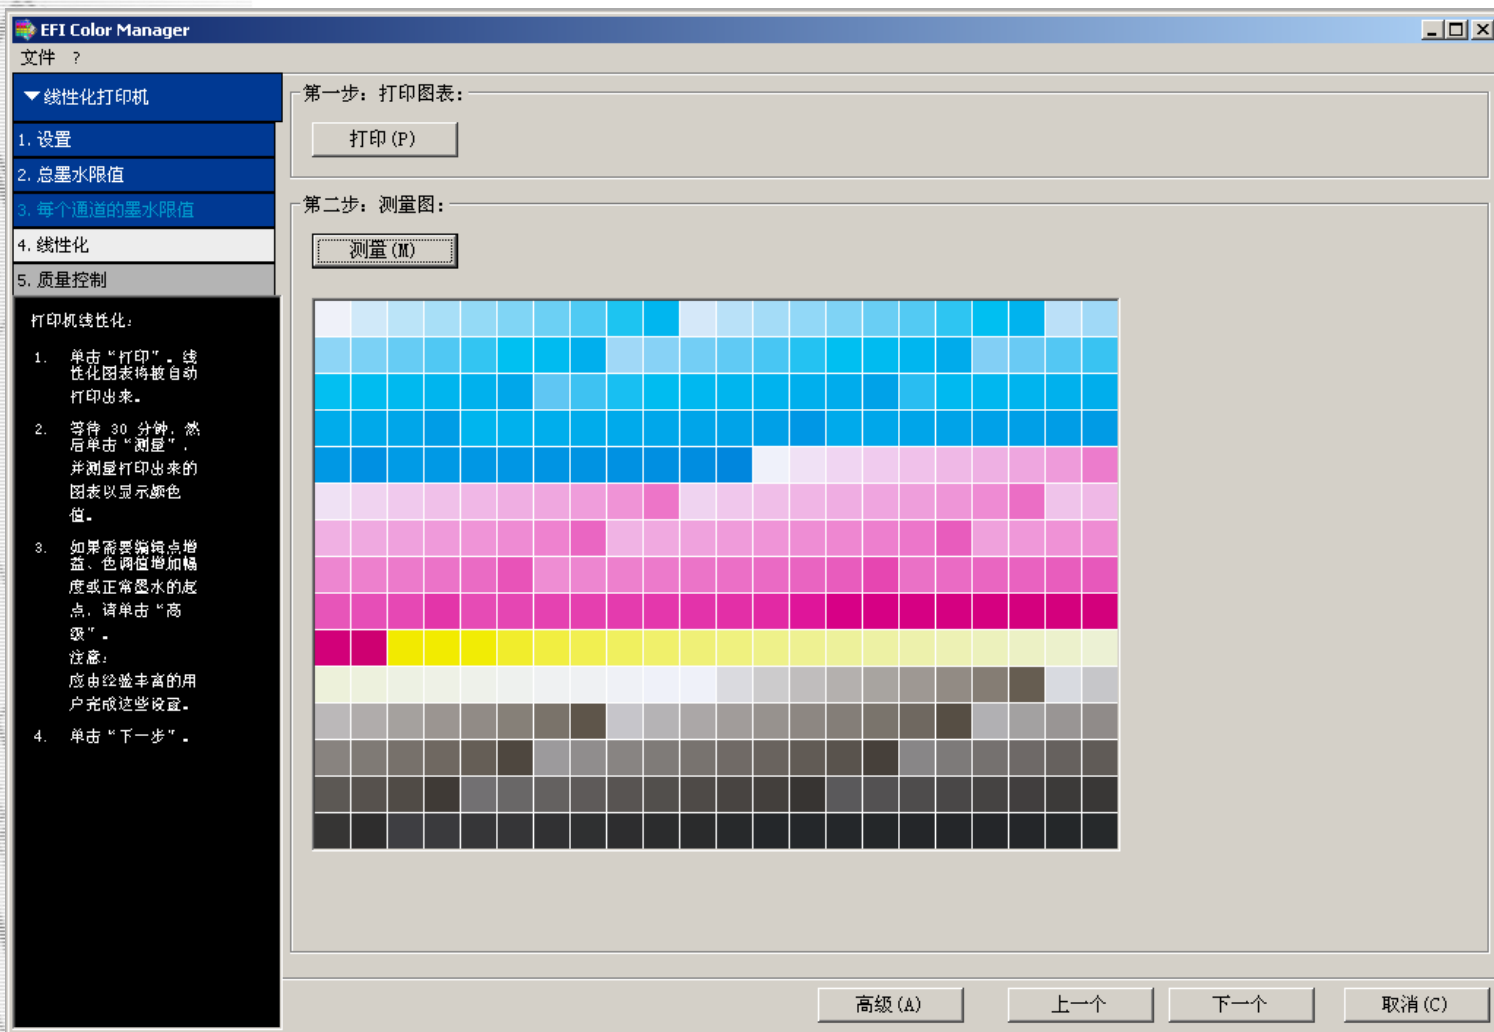 EFI Color Manager
文件 ?
线性化打印机
1. 设置
2. 总墨水限值
3. 每个通道的墨水限值
4. 线性化
5. 质量控制
打印机线性化:
1. 单击“打印”。线
性化图表将被自动
打印出来。
2. 等待 30 分钟,然
后单击“测量”,
并测量打印出来的
图表以显示颜色
值。
3. 如果需要编辑点增
益、色调值增加幅
度或正常墨水的起
点,请单击“高
级”。
注意:
应由经验丰富的用
户完成这些设置。
4. 单击“下一步”。
第一步: 打印图表:
打印(P)
第二步: 测量图:
测量(M)
高级(A)
上一个
下一个
取消(C)